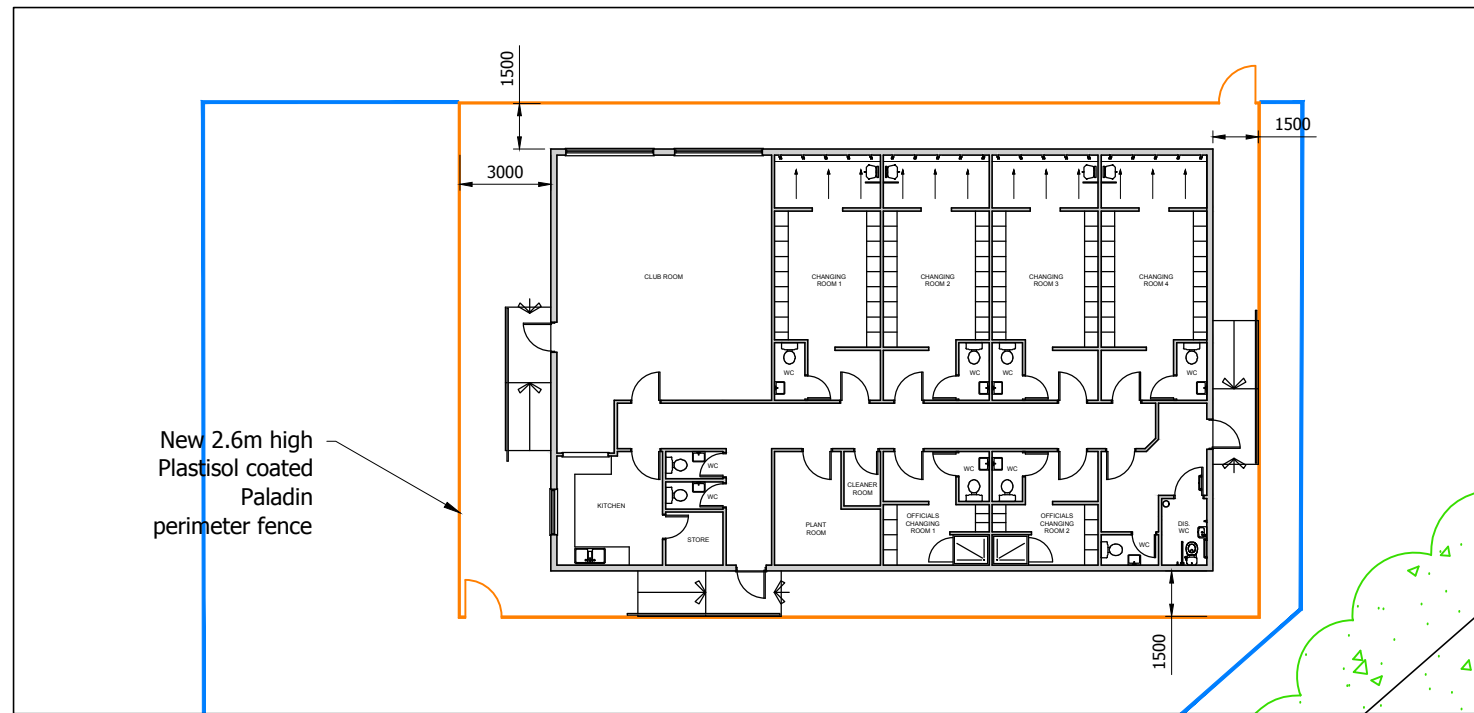 1500
1500
3000
CLUB ROOM
CHANGING
ROOM 1
CHANGING
ROOM 2
CHANGING
ROOM 3
CHANGING
ROOM 4
WC
WC
WC
WC
New 2.6m high
Plastisol coated
Paladin
perimeter fence
WC
WC
KITCHEN
STORE
PLANT
ROOM
CLEANER
ROOM
WC
WC
OFFICIALS
CHANGING
ROOM 1
OFFICIALS
CHANGING
ROOM 2
WC
DIS.
WC
1500